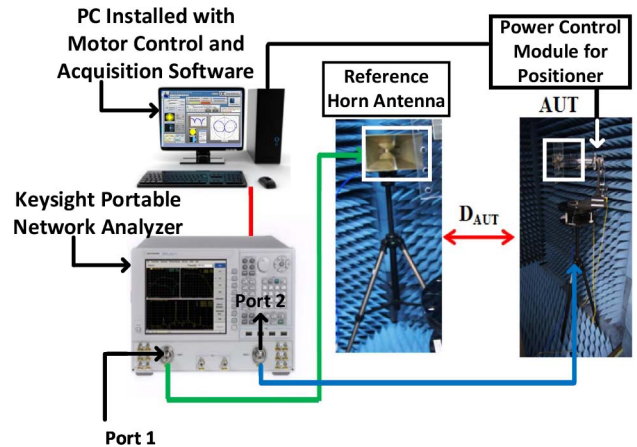 PC Installed with
Motor Control and
Acquisition Software
Power Control
Module for
Positioner
Reference
Horn Antenna
AUT
Keysight Portable
Network Analyzer
D_AUT
Port 2
Port 1